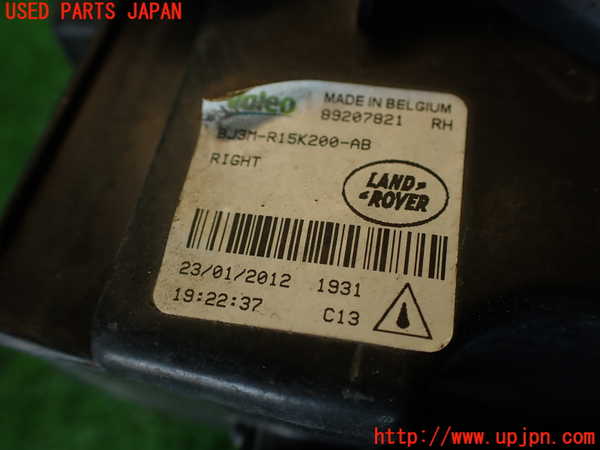 USED PARTS JAPAN
Valeo
MADE IN BELGIUM
89207821 RH
BJ3M-R15K200-AB
RIGHT
LAND
ROVER
23/01/2012 1931
19:22:37 C13
http://www.upjpn.com